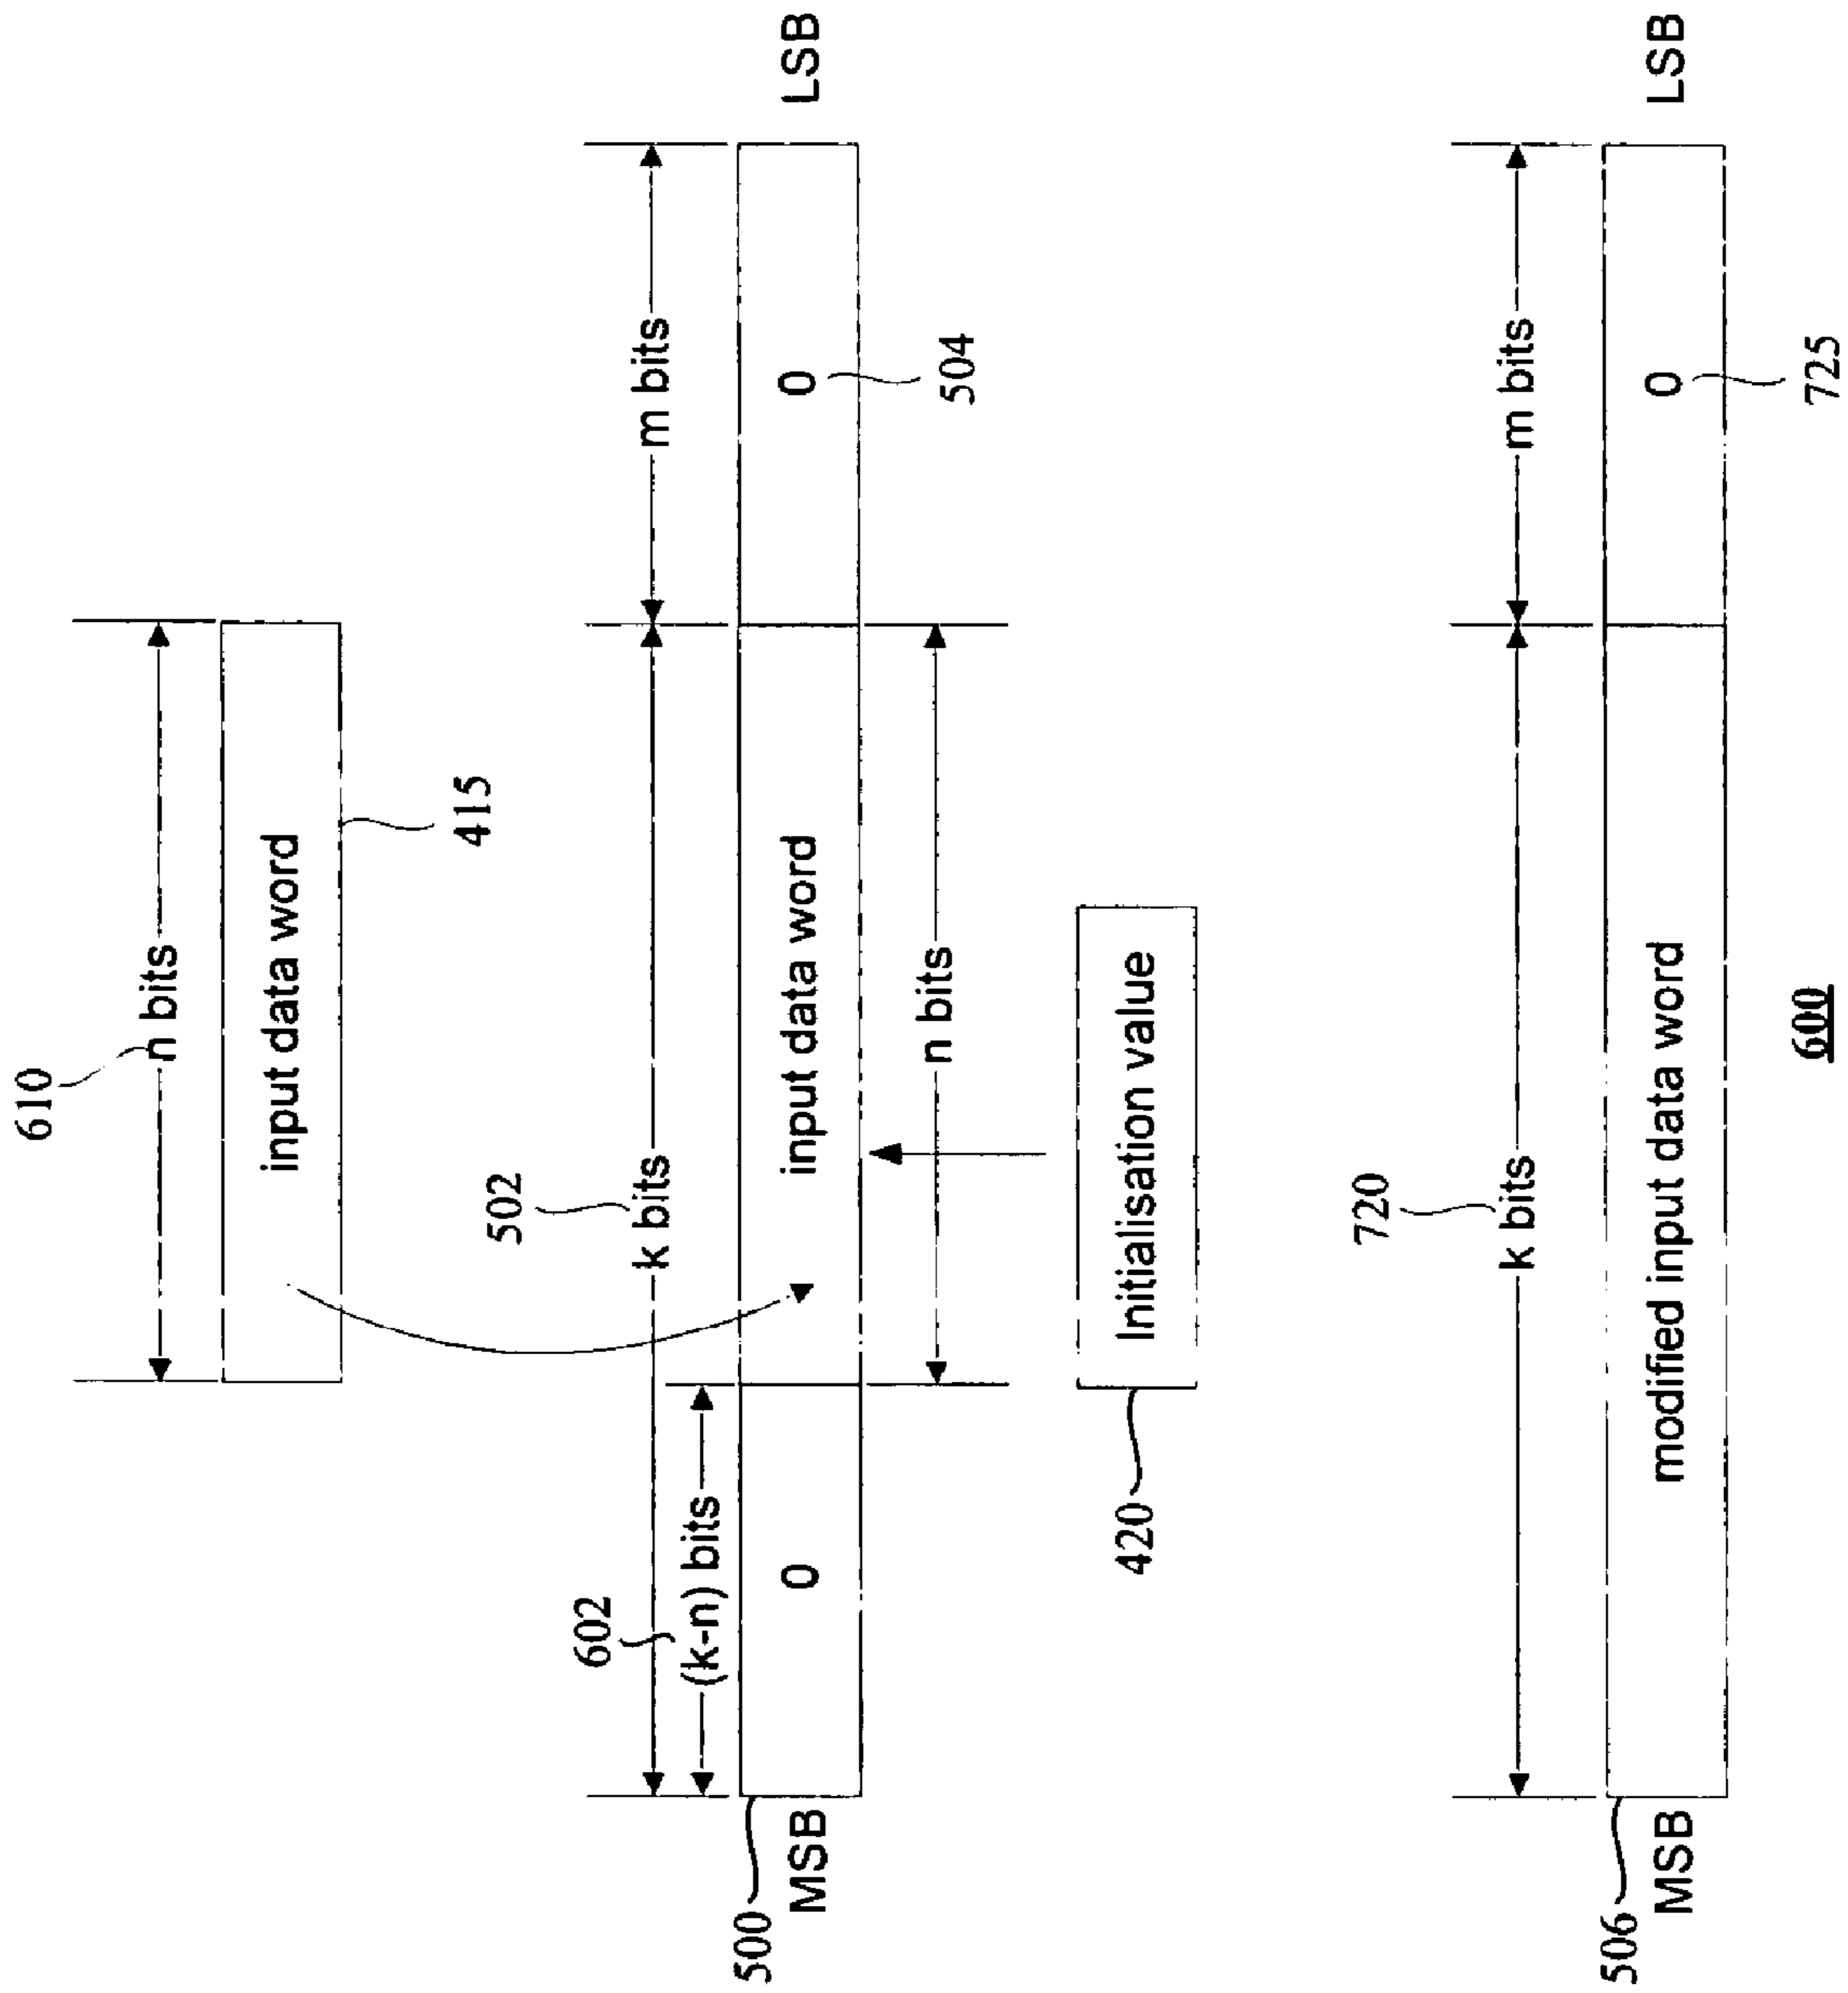 610
n bits
input data word
415
502
k bits
m bits
602
(k-n) bits
500
MSB
0
input data word
0
LSB
504
n bits
420
Initialisation value
720
k bits
m bits
506
MSB
modified input data word
0
LSB
725
600